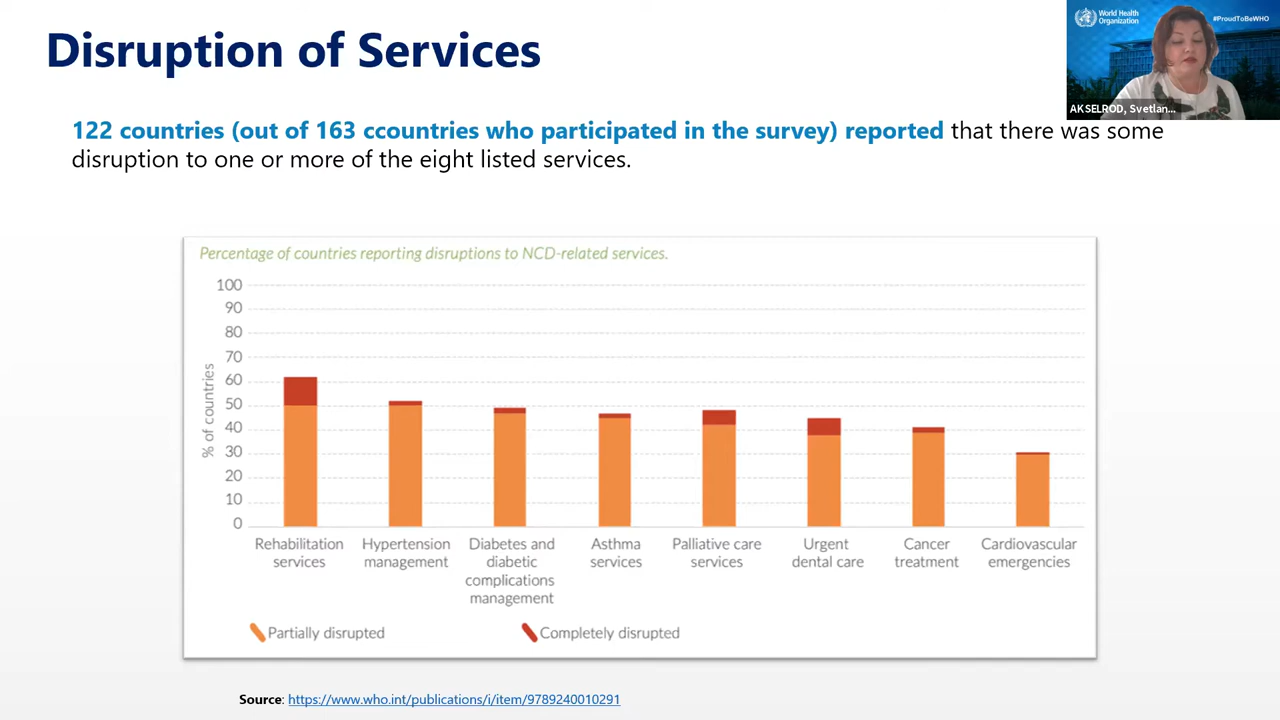 Disruption of Services
World Health
Organization
#ProudToBeWHO
AKSELROD, Svetlan...
122 countries (out of 163 ccountries who participated in the survey) reported that there was some
disruption to one or more of the eight listed services.
Percentage of countries reporting disruptions to NCD-related services.
100
90
80
70
60
50
40
30
20
10
0
% of countries
Rehabilitation
services
Hypertension
management
Diabetes and
diabetic
complications
management
Asthma
services
Palliative care
services
Urgent
dental care
Cancer
treatment
Cardiovascular
emergencies
Partially disrupted
Completely disrupted
Source: https://www.who.int/publications/i/item/9789240010291